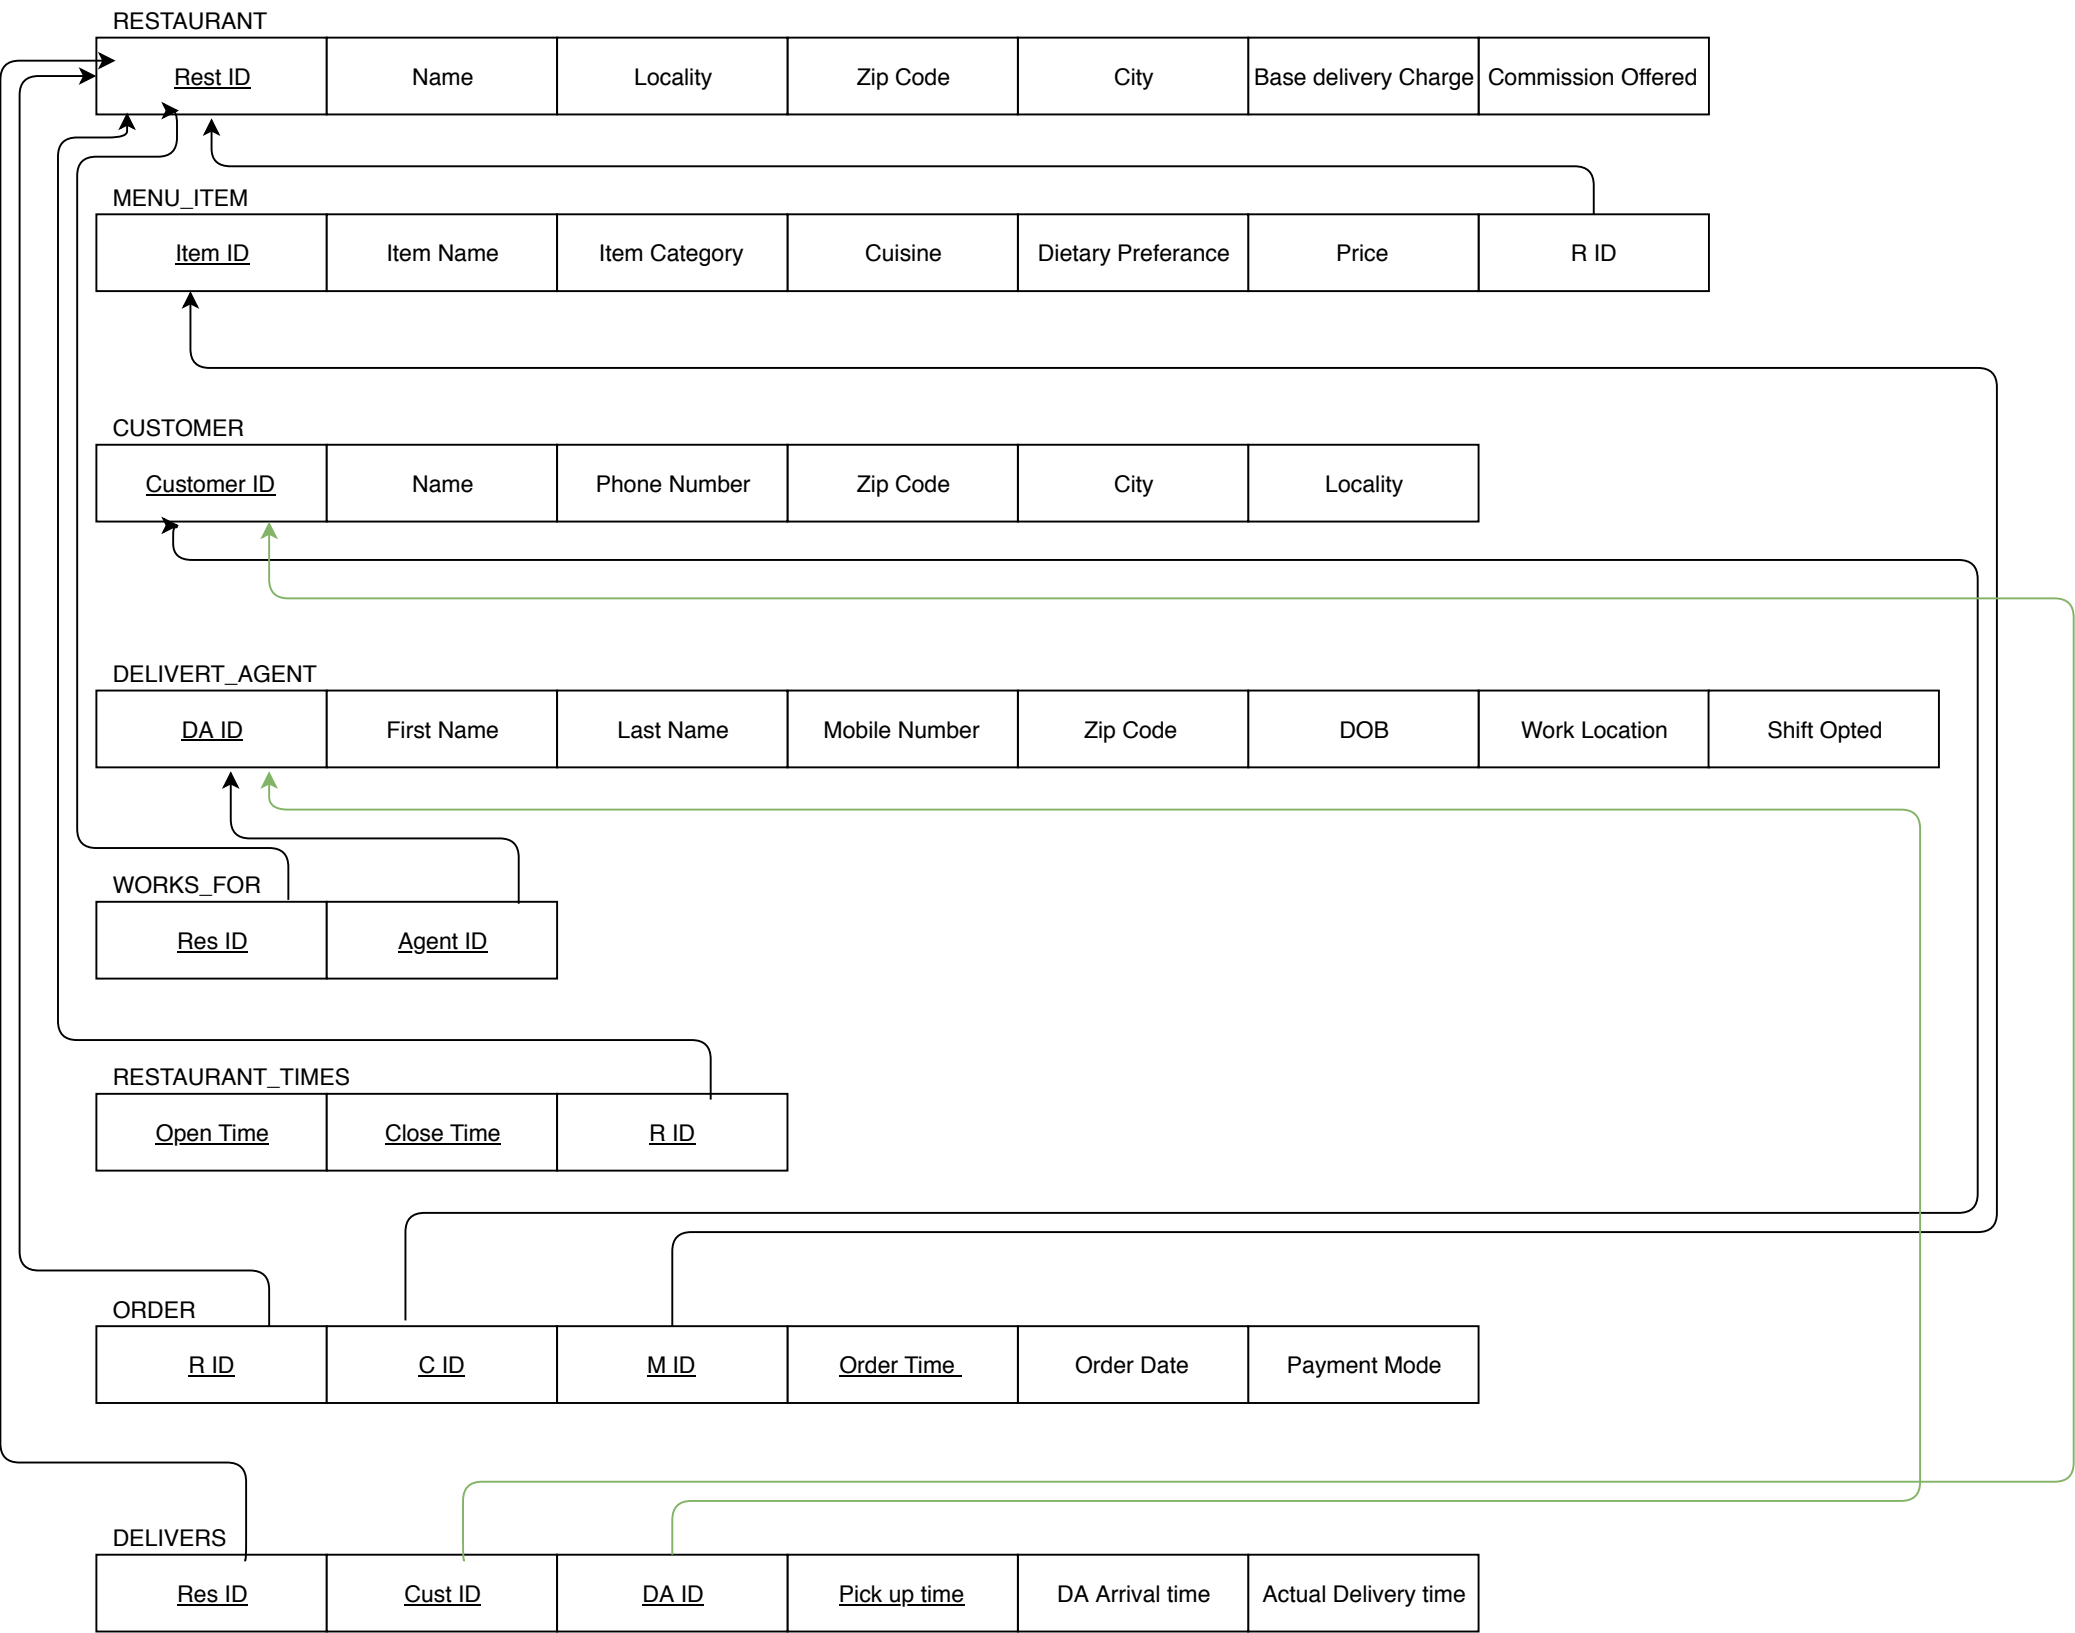 RESTAURANT
Rest ID Name Locality Zip Code City Base delivery Charge Commission Offered
MENU_ITEM
Item ID Item Name Item Category Cuisine Dietary Preferance Price R ID
CUSTOMER
Customer ID Name Phone Number Zip Code City Locality
DELIVERT_AGENT
DA ID First Name Last Name Mobile Number Zip Code DOB Work Location Shift Opted
WORKS_FOR
Res ID Agent ID
RESTAURANT_TIMES
Open Time Close Time R ID
ORDER
R ID C ID M ID Order Time Order Date Payment Mode
DELIVERS
Res ID Cust ID DA ID Pick up time DA Arrival time Actual Delivery time